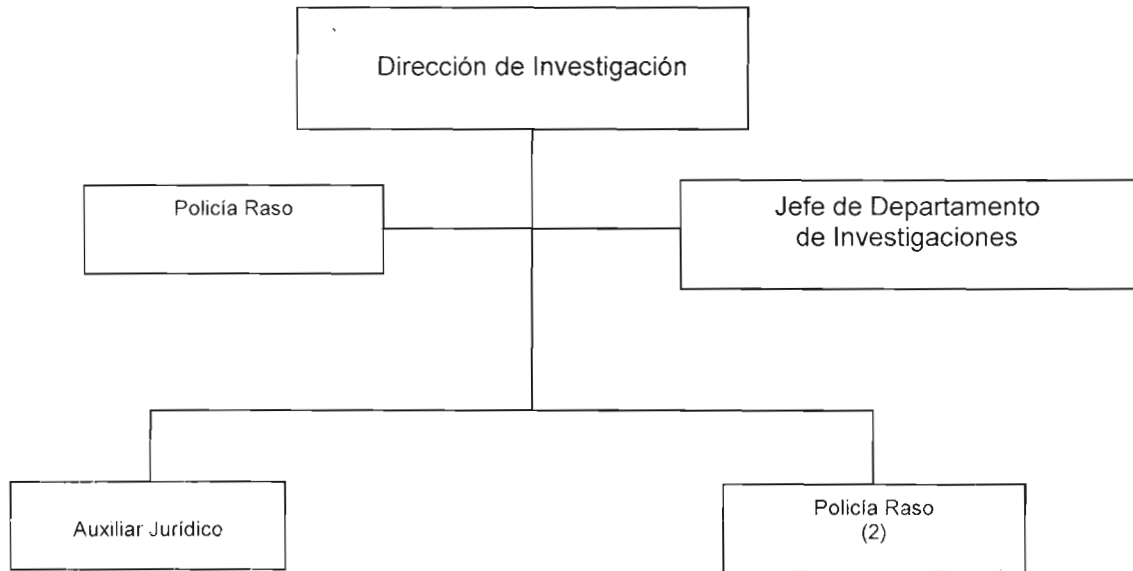 Dirección de Investigación
Policía Raso
Jefe de Departamento
de Investigaciones
Auxiliar Jurídico
Policía Raso
(2)